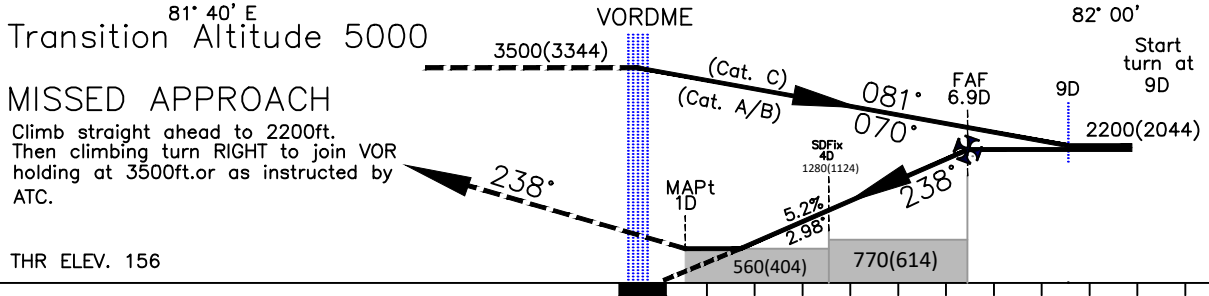 81° 40' E
VORDME
82° 00'
Transition Altitude 5000
3500(3344)
Start
turn at
9D
(Cat. C)
081°
(Cat. A/B)
070°
FAF
6.9D
9D
2200(2044)
MISSED APPROACH
Climb straight ahead to 2200ft.
Then climbing turn RIGHT to join VOR
holding at 3500ft.or as instructed by
ATC.
SDFix
4D
1280(1124)
238°
MAPt
1D
238°
5.2%
2.98°
THR ELEV. 156
560(404)
770(614)